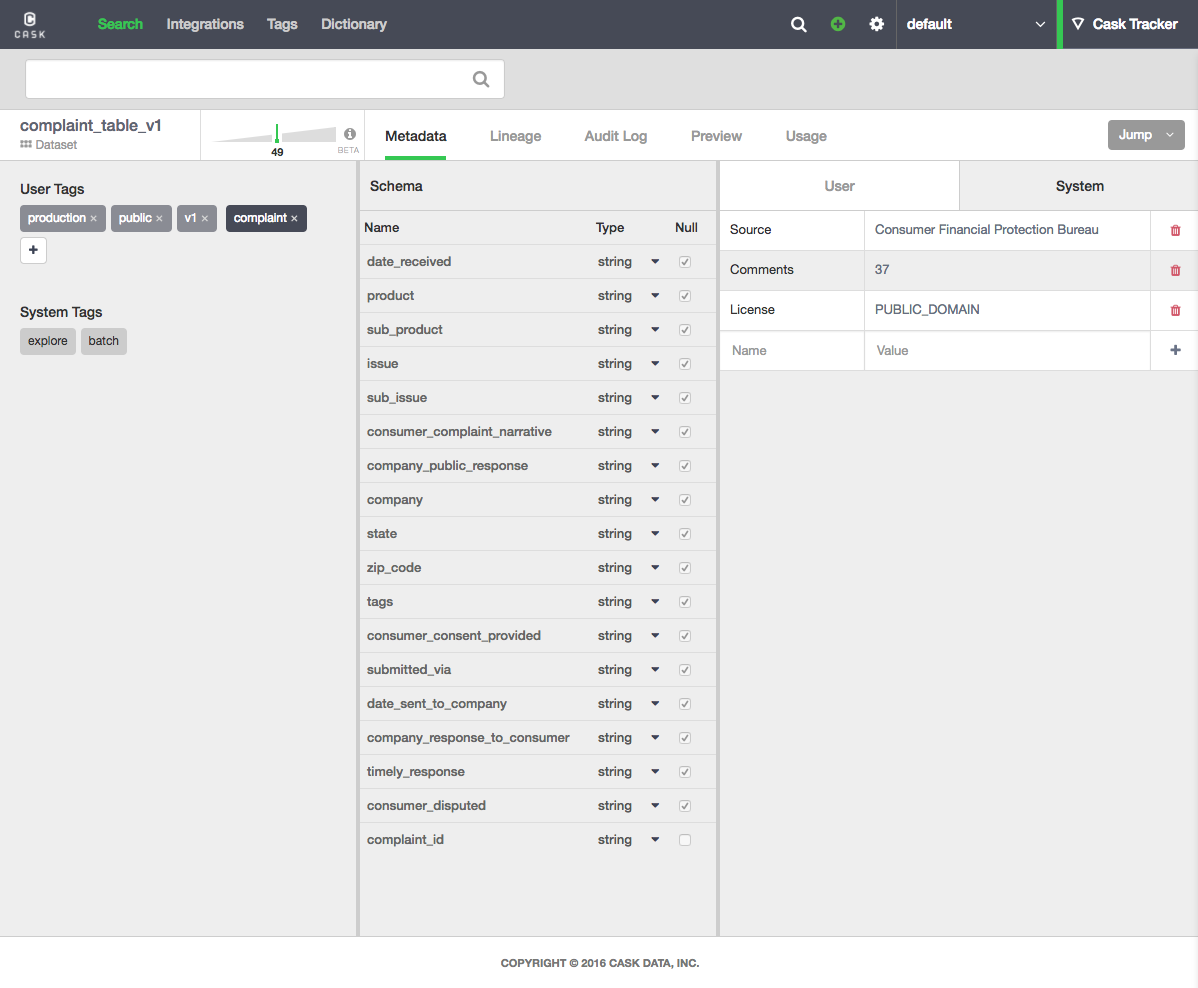 CASK Search Integrations Tags Dictionary default Cask Tracker
complaint_table_v1
Dataset
49
BETA
Metadata Lineage Audit Log Preview Usage Jump
User Tags
production × public × v1 × complaint ×
+
System Tags
explore batch
Schema
Name Type Null
date_received string
product string
sub_product string
issue string
sub_issue string
consumer_complaint_narrative string
company_public_response string
company string
state string
zip_code string
tags string
consumer_consent_provided string
submitted_via string
date_sent_to_company string
company_response_to_consumer string
timely_response string
consumer_disputed string
complaint_id string
User System
Source Consumer Financial Protection Bureau
Comments 37
License PUBLIC_DOMAIN
Name Value +
COPYRIGHT © 2016 CASK DATA, INC.